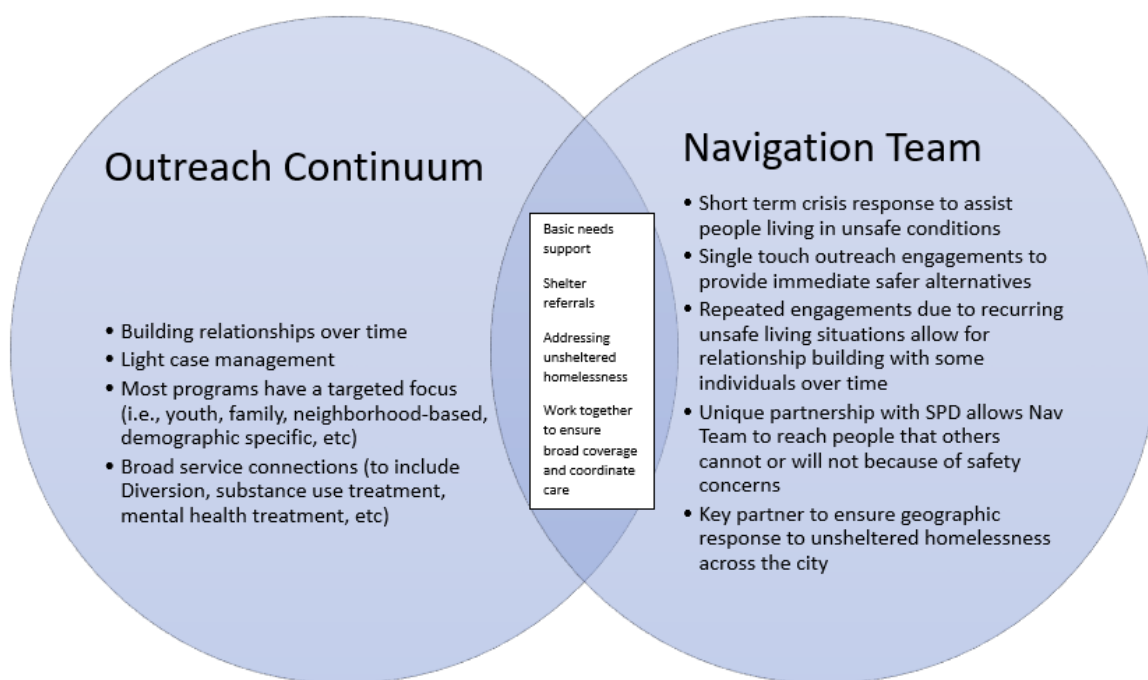 Outreach Continuum
• Building relationships over time
• Light case management
• Most programs have a targeted focus
(i.e., youth, family, neighborhood-based,
demographic specific, etc)
• Broad service connections (to include
Diversion, substance use treatment,
mental health treatment, etc)
Basic needs
support
Shelter
referrals
Addressing
unsheltered
homelessness
Work together
to ensure
broad coverage
and coordinate
care
Navigation Team
• Short term crisis response to assist
people living in unsafe conditions
• Single touch outreach engagements to
provide immediate safer alternatives
• Repeated engagements due to recurring
unsafe living situations allow for
relationship building with some
individuals over time
• Unique partnership with SPD allows Nav
Team to reach people that others
cannot or will not because of safety
concerns
• Key partner to ensure geographic
response to unsheltered homelessness
across the city